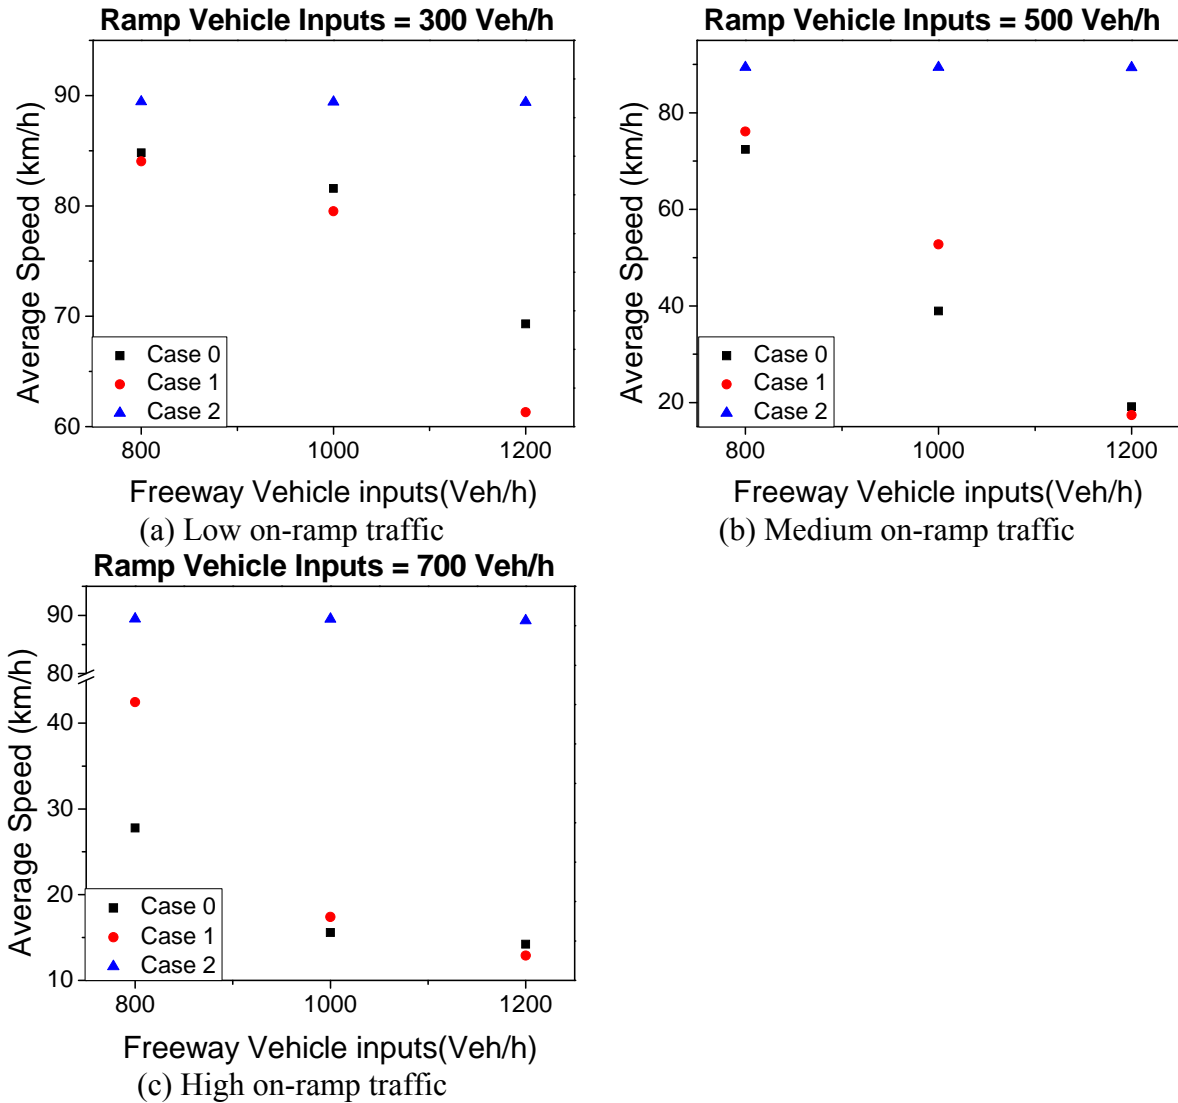 Ramp Vehicle Inputs = 300 Veh/h
Average Speed (km/h)
90
80
70
60
Case 0
Case 1
Case 2
800
1000
1200
Freeway Vehicle inputs(Veh/h)
(a) Low on-ramp traffic
Ramp Vehicle Inputs = 500 Veh/h
Average Speed (km/h)
80
60
40
20
Case 0
Case 1
Case 2
800
1000
1200
Freeway Vehicle inputs(Veh/h)
(b) Medium on-ramp traffic
Ramp Vehicle Inputs = 700 Veh/h
Average Speed (km/h)
90
80
40
30
20
10
Case 0
Case 1
Case 2
800
1000
1200
Freeway Vehicle inputs(Veh/h)
(c) High on-ramp traffic